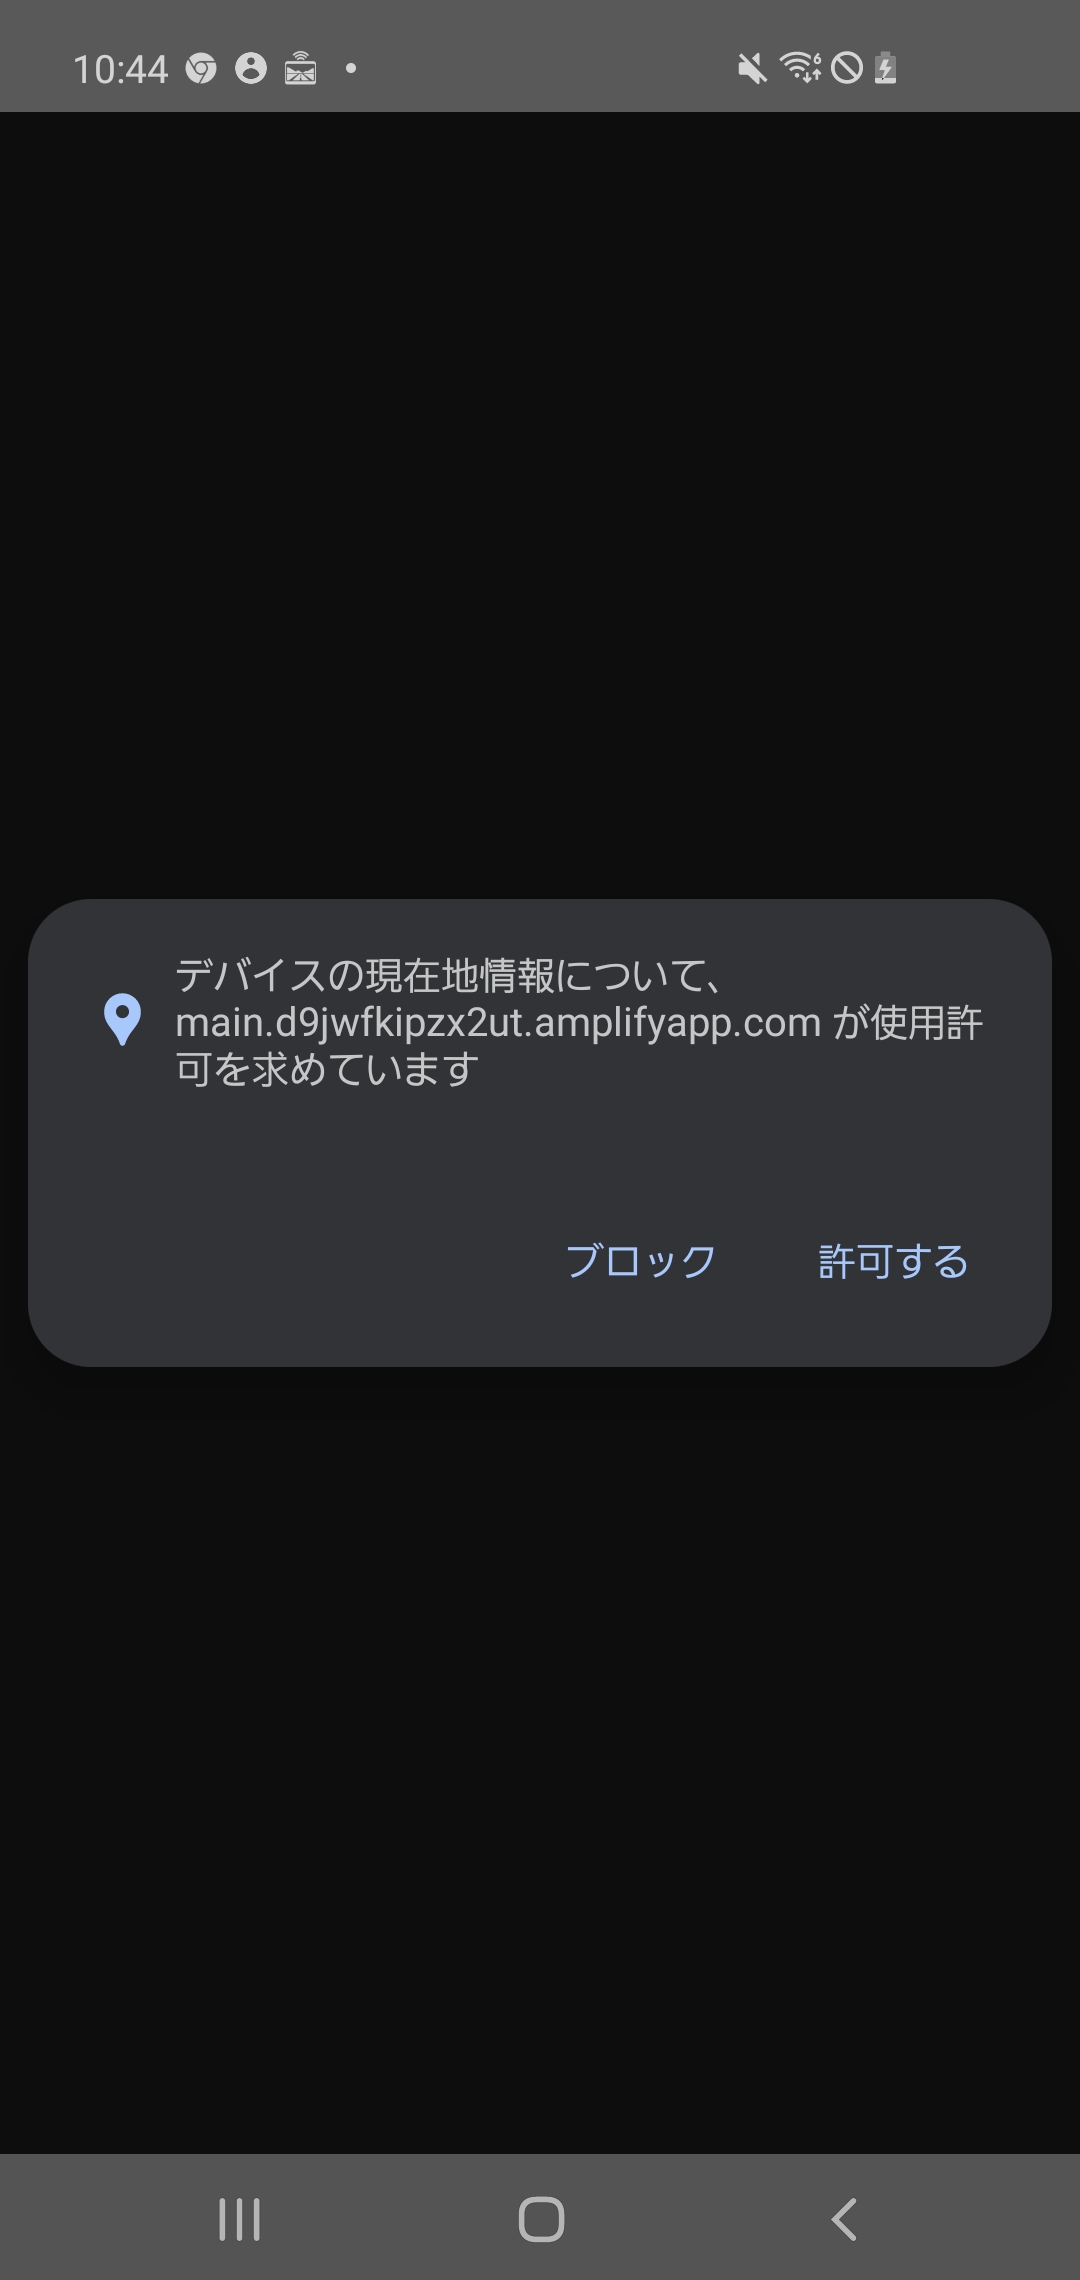 10:44
6
デバイスの現在地情報について、
main.d9jwfkipzx2ut.amplifyapp.com が使用許
可を求めています
ブロック 許可する